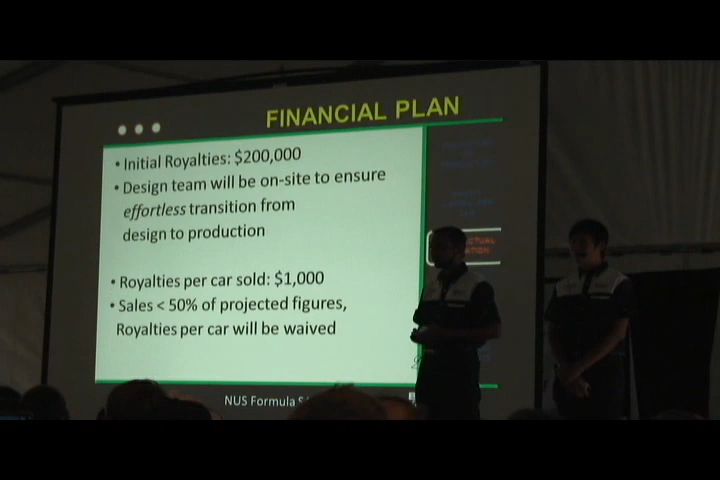 FINANCIAL PLAN
• Initial Royalties: $200,000
• Design team will be on-site to ensure
effortless transition from
design to production
• Royalties per car sold: $1,000
• Sales < 50% of projected figures,
Royalties per car will be waived
NUS Formula